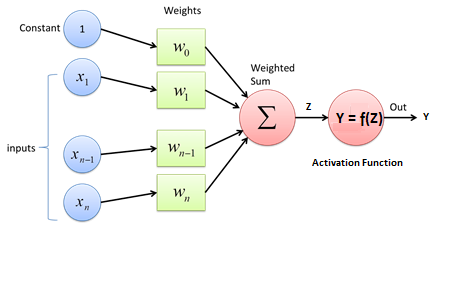 Weights
Constant
1
w0
x1
w1
Weighted
Sum
Σ
Z
Y = f(Z)
Out
Y
inputs
xn−1
wn−1
Activation Function
xn
wn